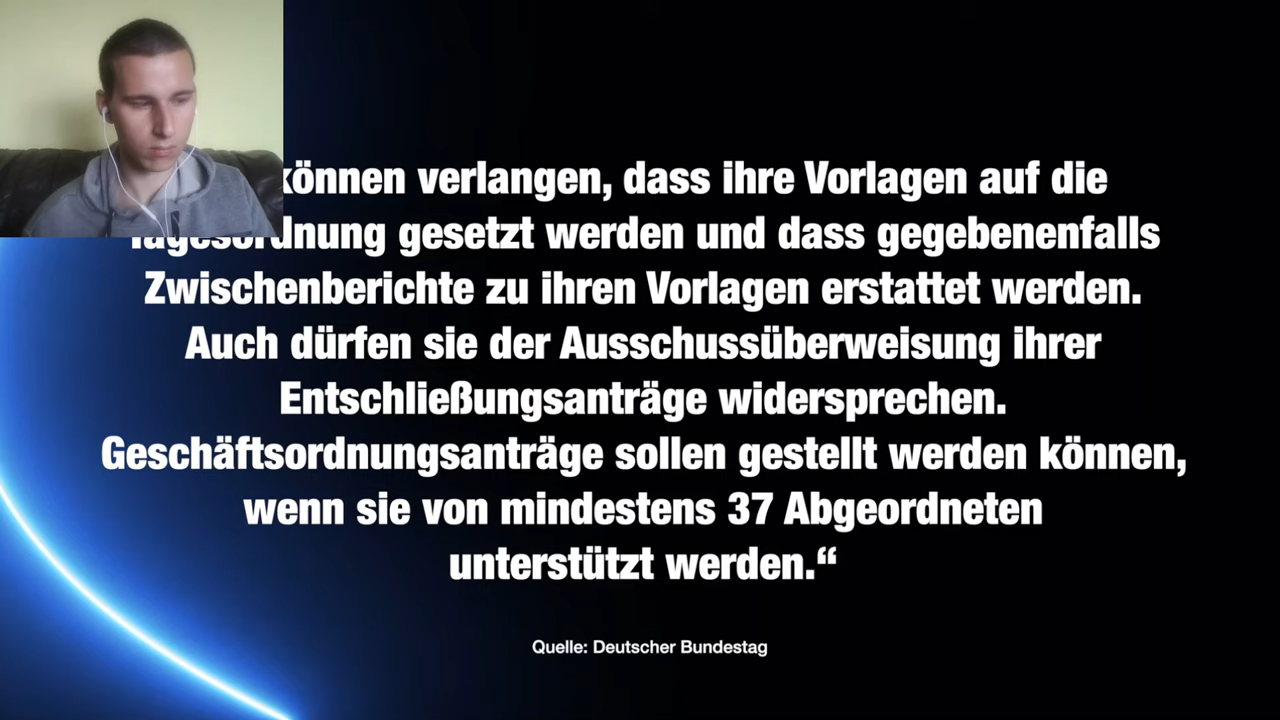 können verlangen, dass ihre Vorlagen auf die
Tagesordnung gesetzt werden und dass gegebenenfalls
Zwischenberichte zu ihren Vorlagen erstattet werden.
Auch dürfen sie der Ausschussüberweisung ihrer
Entschließungsanträge widersprechen.
Geschäftsordnungsanträge sollen gestellt werden können,
wenn sie von mindestens 37 Abgeordneten
unterstützt werden.“
Quelle: Deutscher Bundestag